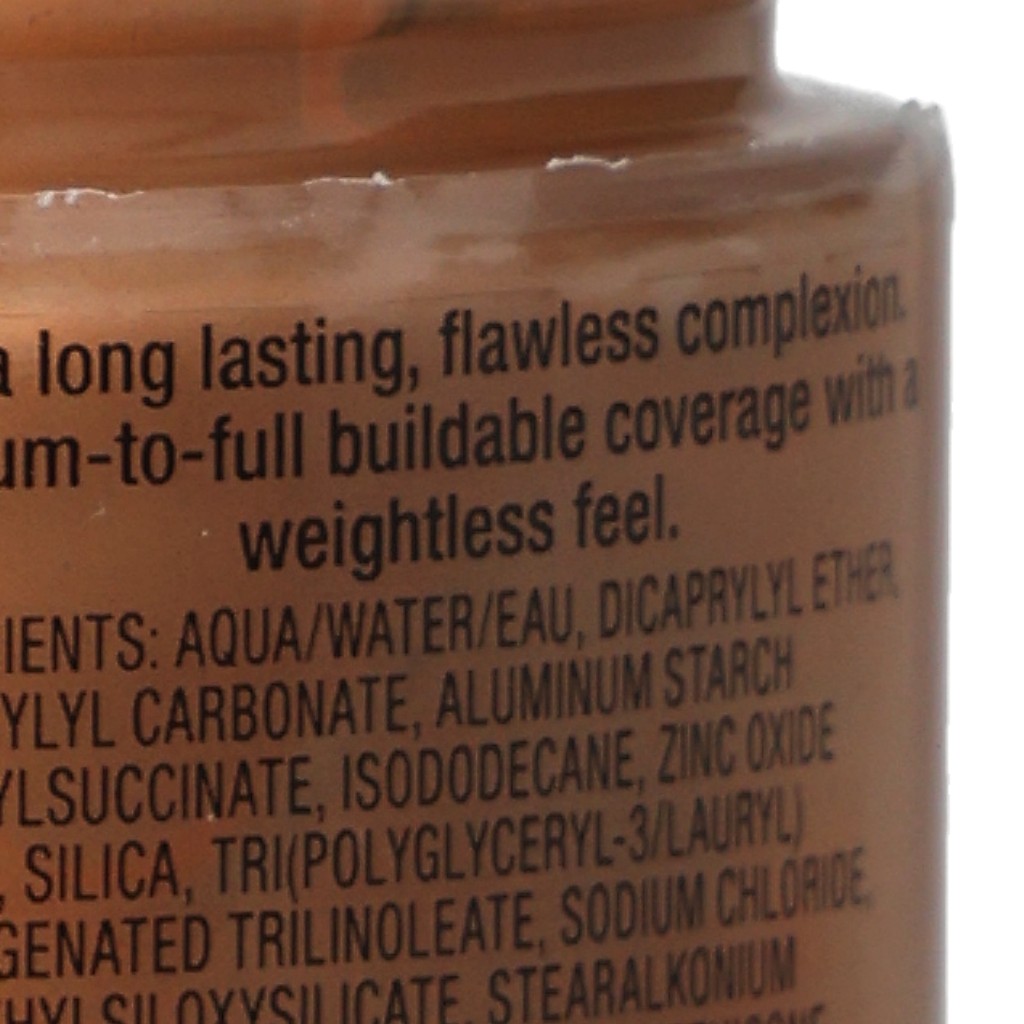 a long lasting, flawless complexion.
um-to-full buildable coverage with a
weightless feel.
IENTS: AQUA/WATER/EAU, DICAPRYLYL ETHER,
YLYL CARBONATE, ALUMINUM STARCH
YLSUCCINATE, ISODODECANE, ZINC OXIDE
, SILICA, TRI(POLYGLYCERYL-3/LAURYL)
GENATED TRILINOLEATE, SODIUM CHLORIDE,
HYLSILOXYSILICATE, STEARALKONIUM